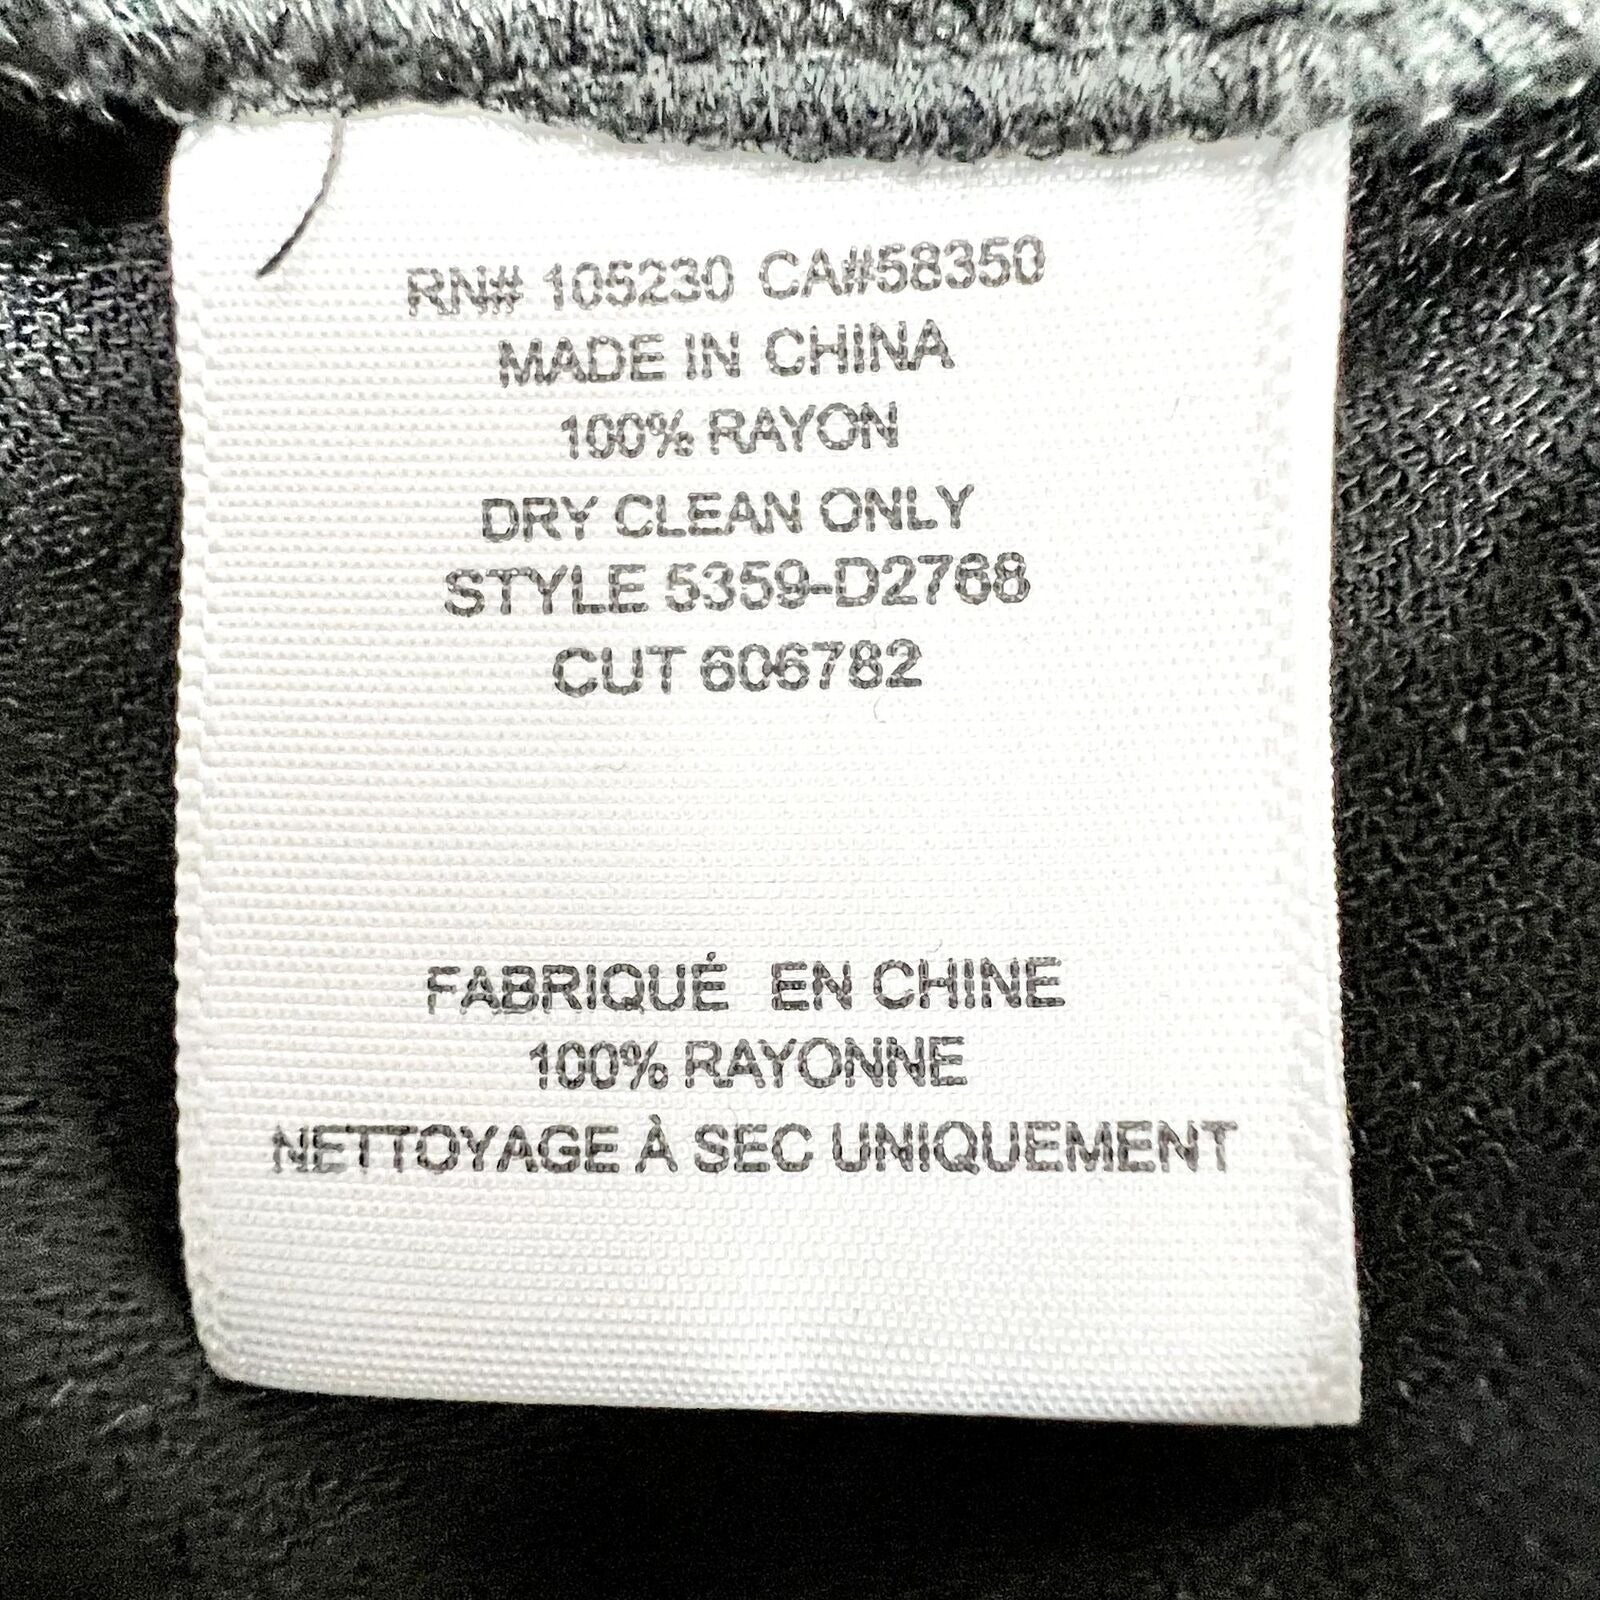 RN# 105230 CA#58350
MADE IN CHINA
100% RAYON
DRY CLEAN ONLY
STYLE 5359-D2768
CUT 606782
FABRIQUÉ EN CHINE
100% RAYONNE
NETTOYAGE À SEC UNIQUEMENT